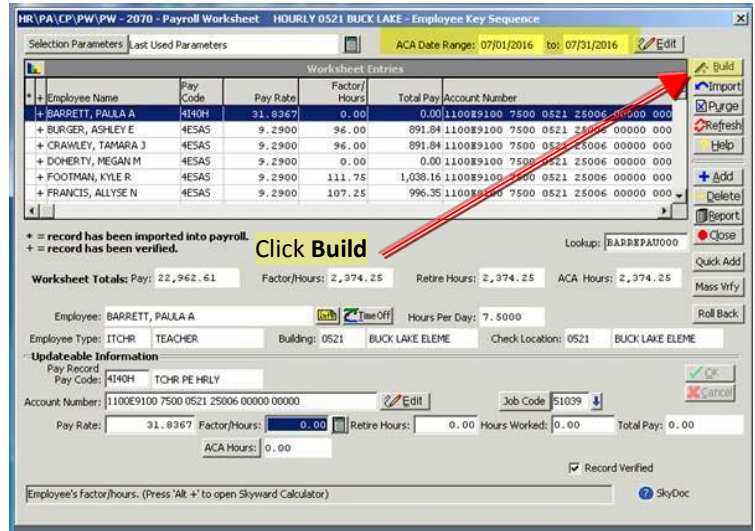 HR\PA\CP\PW\PW - 2070 - Payroll Worksheet HOURLY 0521 BUCK LAKE - Employee Key Sequence
Selection Parameters Last Used Parameters ACA Date Range: 07/01/2016 to: 07/31/2016 Edit
Worksheet Entries
* + Employee Name Pay Code Pay Rate Factor/ Hours Total Pay Account Number
+ BARRETT, PAULA A 4I40H 31.8367 0.00 0.00 1100E9100 7500 0521 25006 00000 000
+ BURGER, ASHLEY E 4ESAS 9.2900 96.00 891.84 1100E9100 7500 0521 25006 00000 000
+ CRAWLEY, TAMARA J 4ESAS 9.2900 96.00 891.84 1100E9100 7500 0521 25006 00000 000
+ DOHERTY, MEGAN M 4ESAS 9.2900 0.00 0.00 1100E9100 7500 0521 25006 00000 000
+ FOOTMAN, KYLE R 4ESAS 9.2900 111.75 1,038.16 1100E9100 7500 0521 25006 00000 000
+ FRANCIS, ALLYSE N 4ESAS 9.2900 107.25 996.35 1100E9100 7500 0521 25006 00000 000
Build
Import
Purge
Refresh
Help
Add
Delete
Report
Close
Quick Add
Mass Vrfy
Roll Back
* = record has been imported into payroll.
+ = record has been verified.
Click Build
Lookup: BARREPAU000
Worksheet Totals: Pay: 22,962.61 Factor/Hours: 2,374.25 Retire Hours: 2,374.25 ACA Hours: 2,374.25
Employee: BARRETT, PAULA A Time Off Hours Per Day: 7.5000
Employee Type: ITCHR TEACHER Building: 0521 BUCK LAKE ELEME Check Location: 0521 BUCK LAKE ELEME
Updateable Information
Pay Record
Pay Code: 4I40H TCHR PE HRLY
OK
Cancel
Account Number: 1100E9100 7500 0521 25006 00000 00000 Edit Job Code 51039
Pay Rate: 31.8367 Factor/Hours: 0.00 Retire Hours: 0.00 Hours Worked: 0.00 Total Pay: 0.00
ACA Hours: 0.00
Record Verified
Employee's factor/hours. (Press 'Alt +' to open Skyward Calculator) SkyDoc